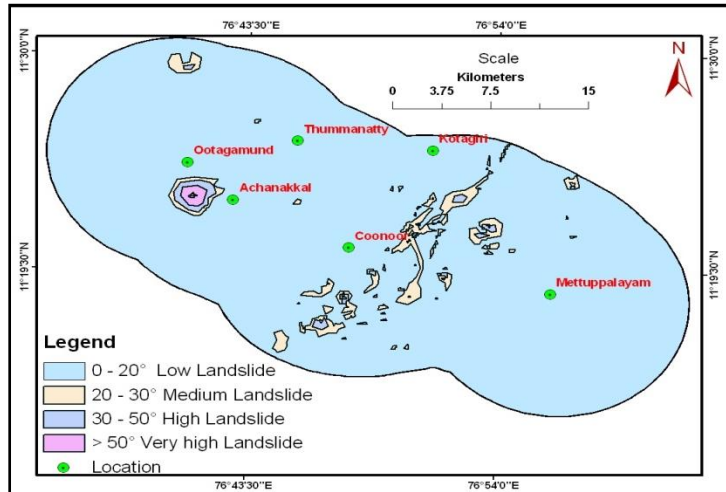 76°43'30"E
76°54'0"E
11°30'0"N
11°30'0"N
N
Scale
Kilometers
0 3.75 7.5 15
Thummanatty
Kotagiri
Ootagamund
Achanakkal
Coonoor
11°19'30"N
11°19'30"N
Mettuppalayam
Legend
0 - 20° Low Landslide
20 - 30° Medium Landslide
30 - 50° High Landslide
> 50° Very high Landslide
Location
76°43'30"E
76°54'0"E